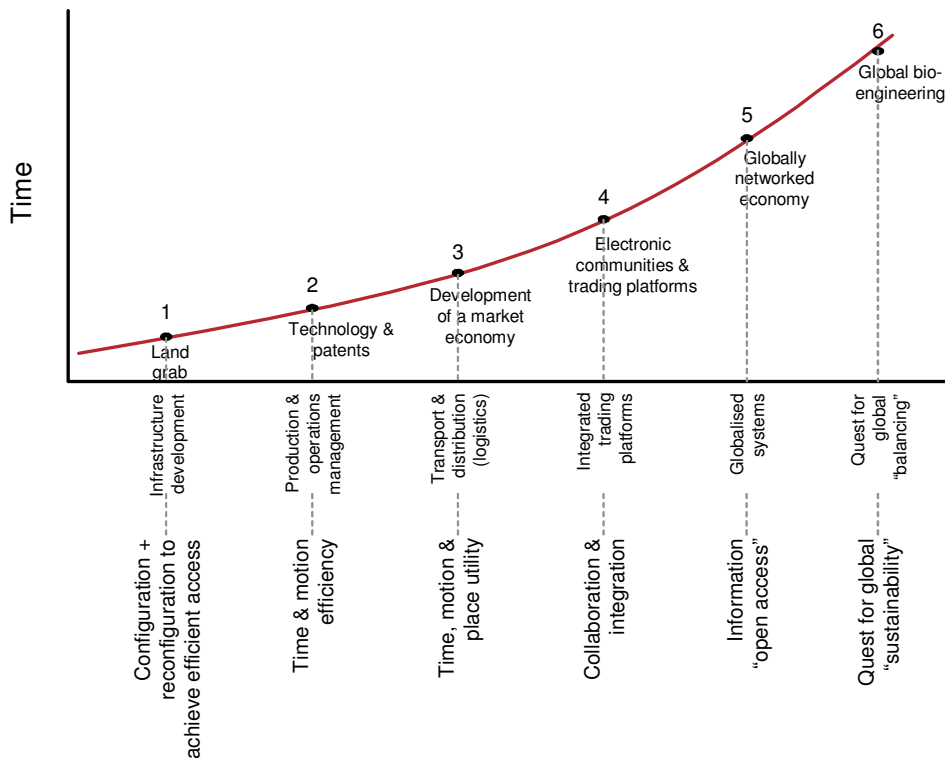 Time
1
Land
grab
2
Technology &
patents
3
Development
of a market
economy
4
Electronic
communities &
trading platforms
5
Globally
networked
economy
6
Global bio-
engineering
Infrastructure
development
Production &
operations
management
Transport &
distribution
(logistics)
Integrated
trading
platforms
Globalised
systems
Quest for
global
“balancing”
Configuration +
reconfiguration to
achieve efficient access
Time & motion
efficiency
Time, motion &
place utility
Collaboration &
integration
Information
“open access”
Quest for global
“sustainability”